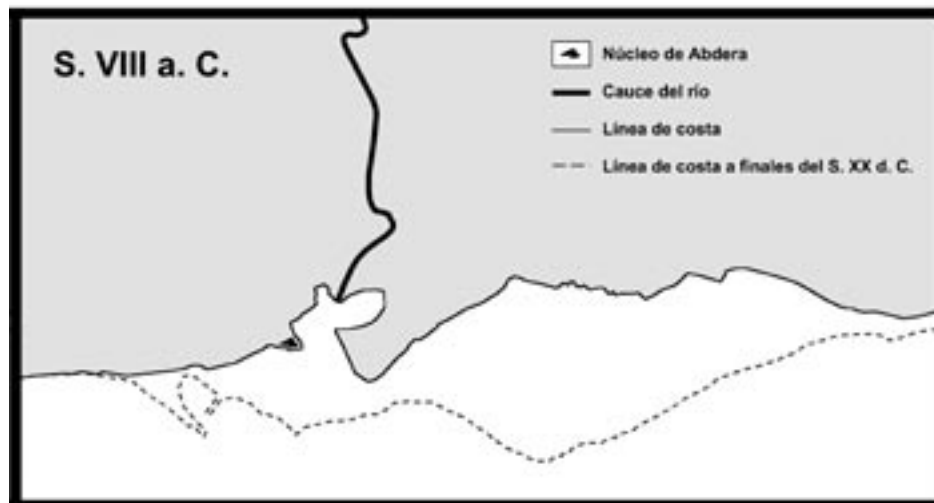 S. VIII a. C.
Núcleo de Abdera
Cauce del río
Línea de costa
Línea de costa a finales del S. XX d. C.